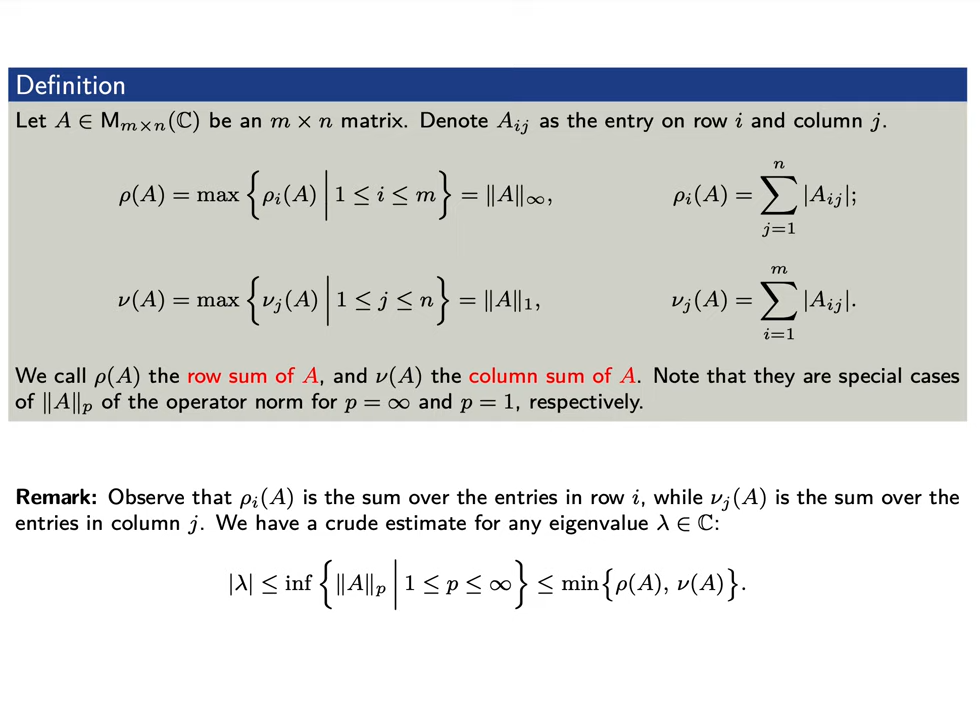 Definition
Let A ∈ M_{m×n}(ℂ) be an m × n matrix. Denote A_{ij} as the entry on row i and column j.
ρ(A) = max { ρ_i(A) | 1 ≤ i ≤ m } = ‖A‖_∞, ρ_i(A) = ∑_{j=1}^{n} |A_{ij}|;
ν(A) = max { ν_j(A) | 1 ≤ j ≤ n } = ‖A‖_1, ν_j(A) = ∑_{i=1}^{m} |A_{ij}|.
We call ρ(A) the row sum of A, and ν(A) the column sum of A. Note that they are special cases
of ‖A‖_p of the operator norm for p = ∞ and p = 1, respectively.
Remark: Observe that ρ_i(A) is the sum over the entries in row i, while ν_j(A) is the sum over the
entries in column j. We have a crude estimate for any eigenvalue λ ∈ ℂ:
|λ| ≤ inf { ‖A‖_p | 1 ≤ p ≤ ∞ } ≤ min{ρ(A), ν(A)}.